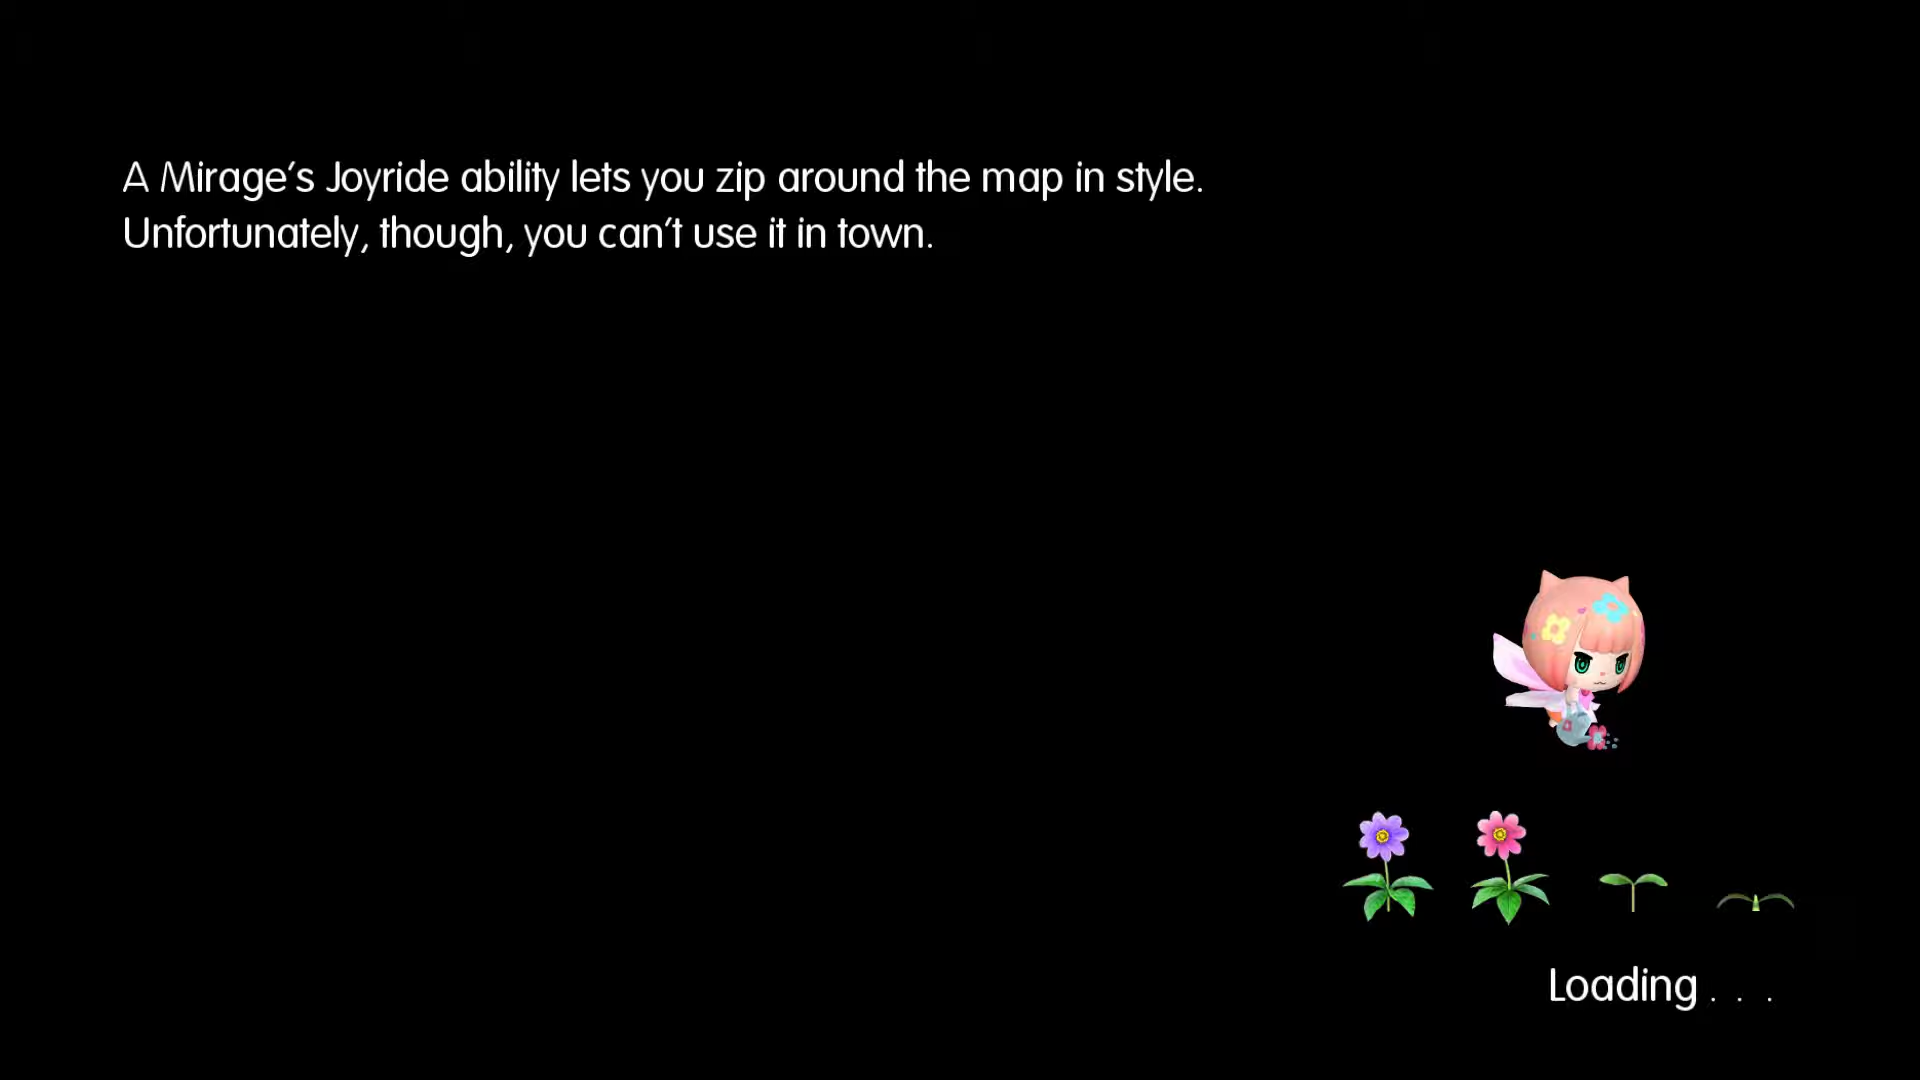 A Mirage's Joyride ability lets you zip around the map in style.
Unfortunately, though, you can't use it in town.
Loading . . .